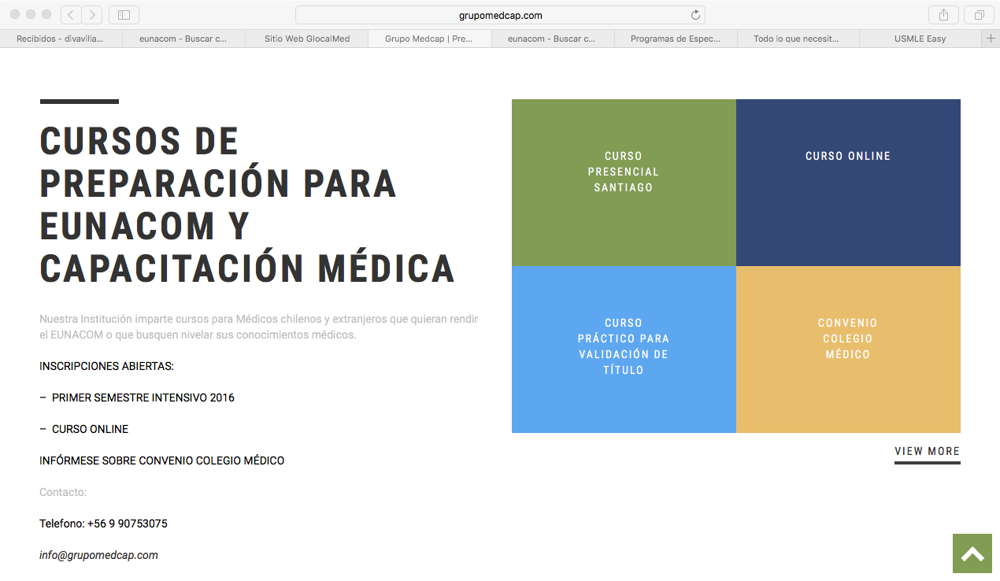 grupomedcap.com
Recibidos - divavilla...
eunacom - Buscar c...
Sitio Web GlocalMed
Grupo Medcap | Pre...
eunacom - Buscar c...
Programas de Espec...
Todo lo que necesit...
USMLE Easy
CURSOS DE
PREPARACIÓN PARA
EUNACOM Y
CAPACITACIÓN MÉDICA
Nuestra Institución imparte cursos para Médicos chilenos y extranjeros que quieran rendir
el EUNACOM o que busquen nivelar sus conocimientos médicos.
INSCRIPCIONES ABIERTAS:
– PRIMER SEMESTRE INTENSIVO 2016
– CURSO ONLINE
INFÓRMESE SOBRE CONVENIO COLEGIO MÉDICO
Contacto:
Telefono: +56 9 90753075
info@grupomedcap.com
CURSO
PRESENCIAL
SANTIAGO
CURSO ONLINE
CURSO
PRÁCTICO PARA
VALIDACIÓN DE
TÍTULO
CONVENIO
COLEGIO
MÉDICO
VIEW MORE